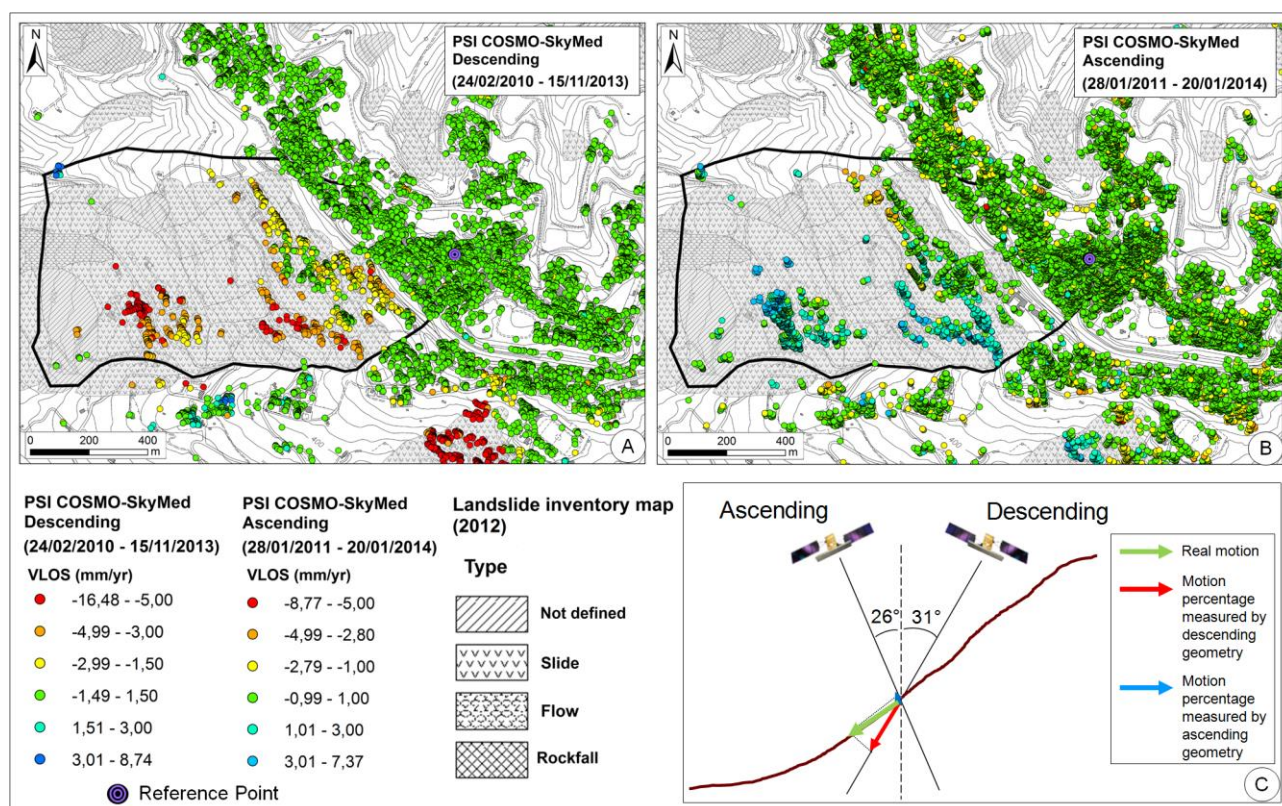 N
PSI COSMO-SkyMed
Descending
(24/02/2010 - 15/11/2013)
0 200 400
m
A
N
PSI COSMO-SkyMed
Ascending
(28/01/2011 - 20/01/2014)
400
0 200 400
m
400
B
PSI COSMO-SkyMed
Descending
(24/02/2010 - 15/11/2013)
VLOS (mm/yr)
-16,48 - -5,00
-4,99 - -3,00
-2,99 - -1,50
-1,49 - 1,50
1,51 - 3,00
3,01 - 8,74
Reference Point
PSI COSMO-SkyMed
Ascending
(28/01/2011 - 20/01/2014)
VLOS (mm/yr)
-8,77 - -5,00
-4,99 - -2,80
-2,79 - -1,00
-0,99 - 1,00
1,01 - 3,00
3,01 - 7,37
Landslide inventory map
(2012)
Type
Not defined
Slide
Flow
Rockfall
Ascending
Descending
26°
31°
Real motion
Motion
percentage
measured by
descending
geometry
Motion
percentage
measured by
ascending
geometry
C